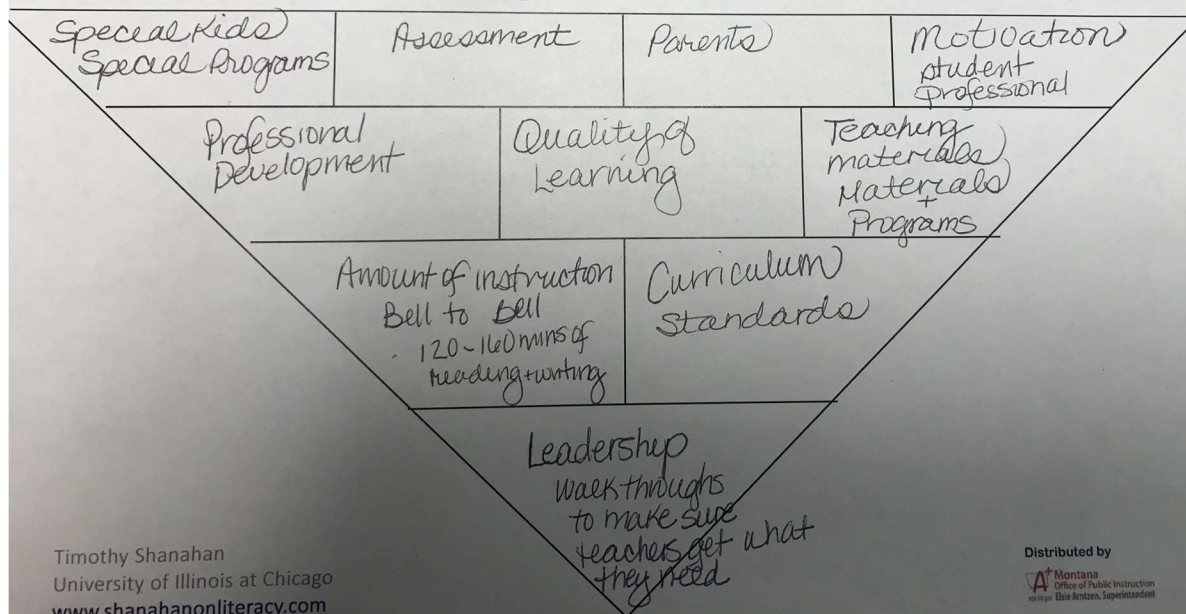 Special Kids
Special Programs
Assessment
Parents
Motivation
student
professional
Professional
Development
Quality of
Learning
Teaching
materials
Materials
+
Programs
Amount of instruction
Bell to Bell
. 120-160 mins of
reading + writing
Curriculum
Standards
Leadership
Walk throughs
to make sure
teachers get what
they need
Timothy Shanahan
University of Illinois at Chicago
www.shanahanonliteracy.com
Distributed by
A+ Montana
Office of Public Instruction
Elsie Arntzen, Superintendent